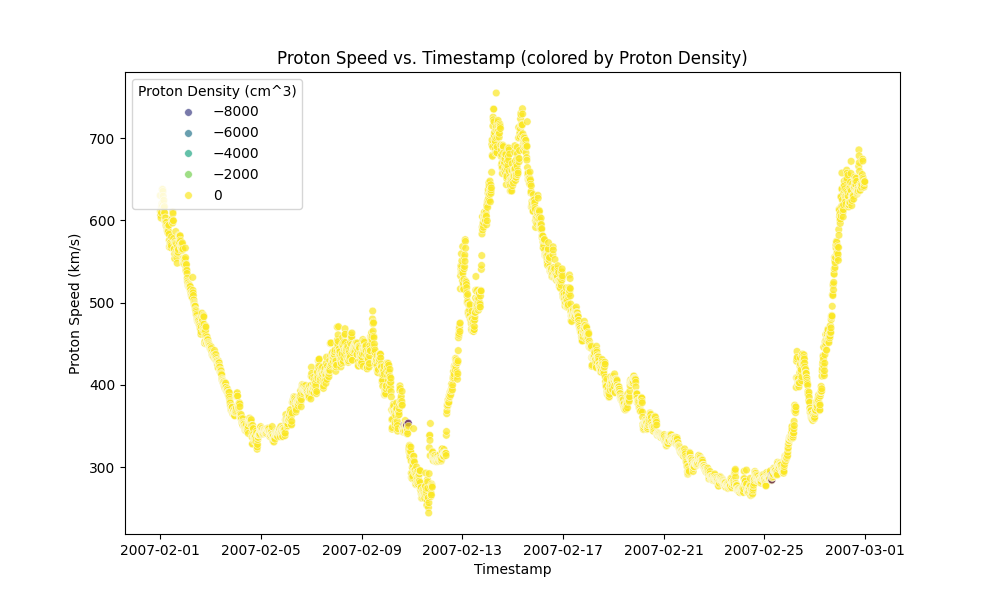 Proton Speed vs. Timestamp (colored by Proton Density)
Proton Density (cm^3)
−8000
−6000
−4000
−2000
0
Proton Speed (km/s)
700
600
500
400
300
2007-02-01 2007-02-05 2007-02-09 2007-02-13 2007-02-17 2007-02-21 2007-02-25 2007-03-01
Timestamp